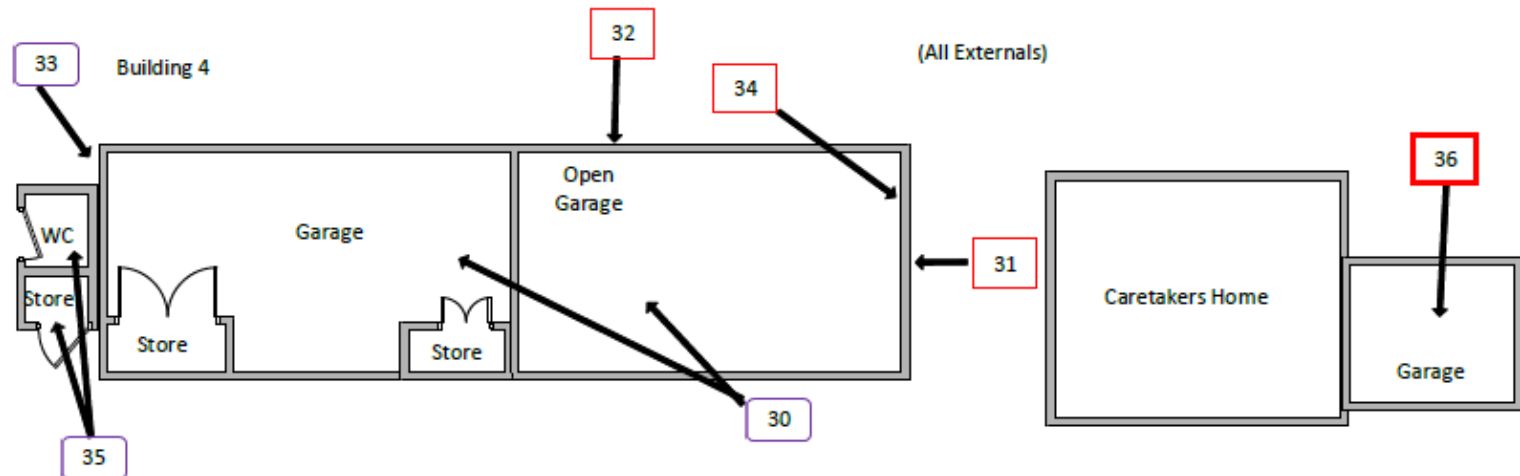 32
33
Building 4
(All Externals)
34
36
Open
Garage
Garage
WC
31
Store
Caretakers Home
Store
Store
Garage
30
35